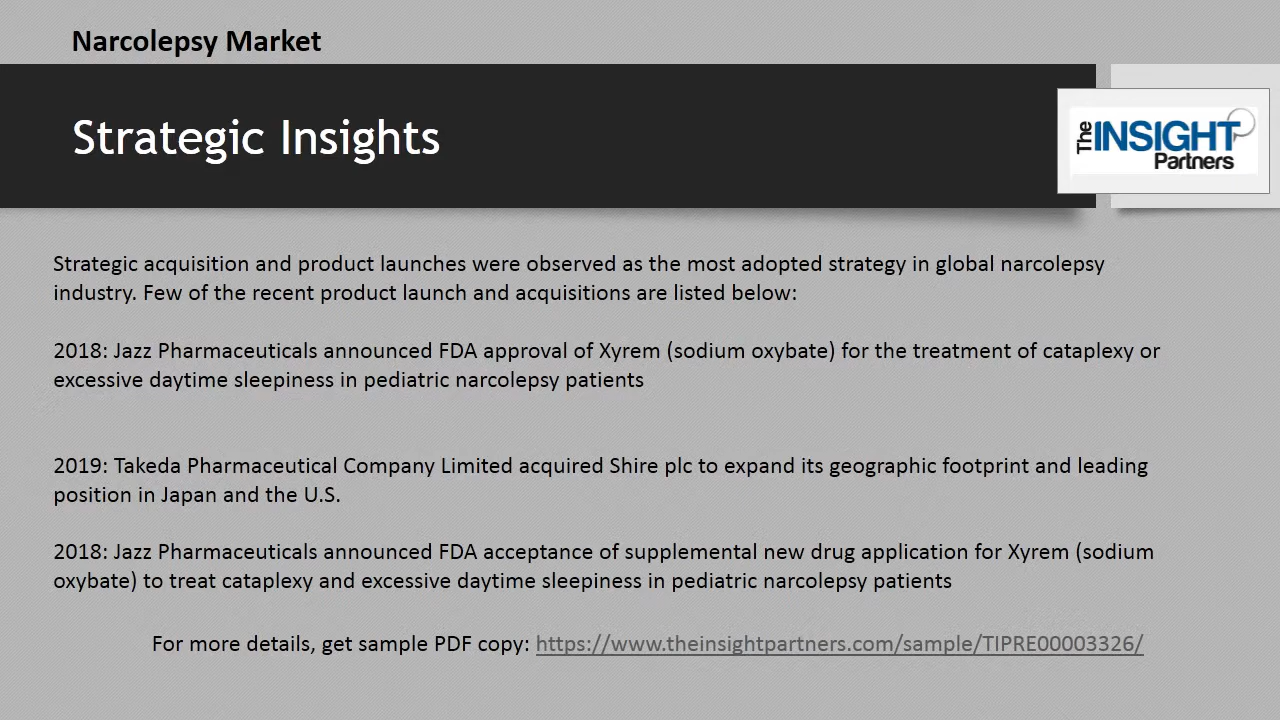 Narcolepsy Market
Strategic Insights
The INSIGHT
Partners
Strategic acquisition and product launches were observed as the most adopted strategy in global narcolepsy
industry. Few of the recent product launch and acquisitions are listed below:
2018: Jazz Pharmaceuticals announced FDA approval of Xyrem (sodium oxybate) for the treatment of cataplexy or
excessive daytime sleepiness in pediatric narcolepsy patients
2019: Takeda Pharmaceutical Company Limited acquired Shire plc to expand its geographic footprint and leading
position in Japan and the U.S.
2018: Jazz Pharmaceuticals announced FDA acceptance of supplemental new drug application for Xyrem (sodium
oxybate) to treat cataplexy and excessive daytime sleepiness in pediatric narcolepsy patients
For more details, get sample PDF copy: https://www.theinsightpartners.com/sample/TIPRE00003326/